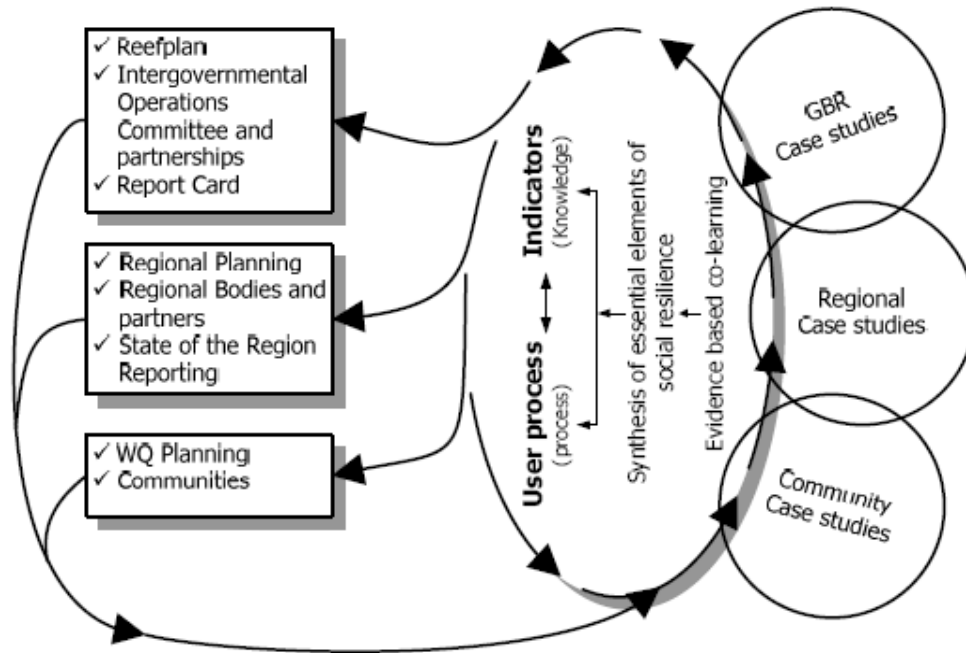 ✓ Reefplan
✓ Intergovernmental
Operations
Committee and
partnerships
✓ Report Card
✓ Regional Planning
✓ Regional Bodies and
partners
✓ State of the Region
Reporting
✓ WQ Planning
✓ Communities
Indicators
(Knowledge)
User process
(process)
Synthesis of essential elements of
social resilience
Evidence based co-learning
GBR
Case studies
Regional
Case studies
Community
Case studies